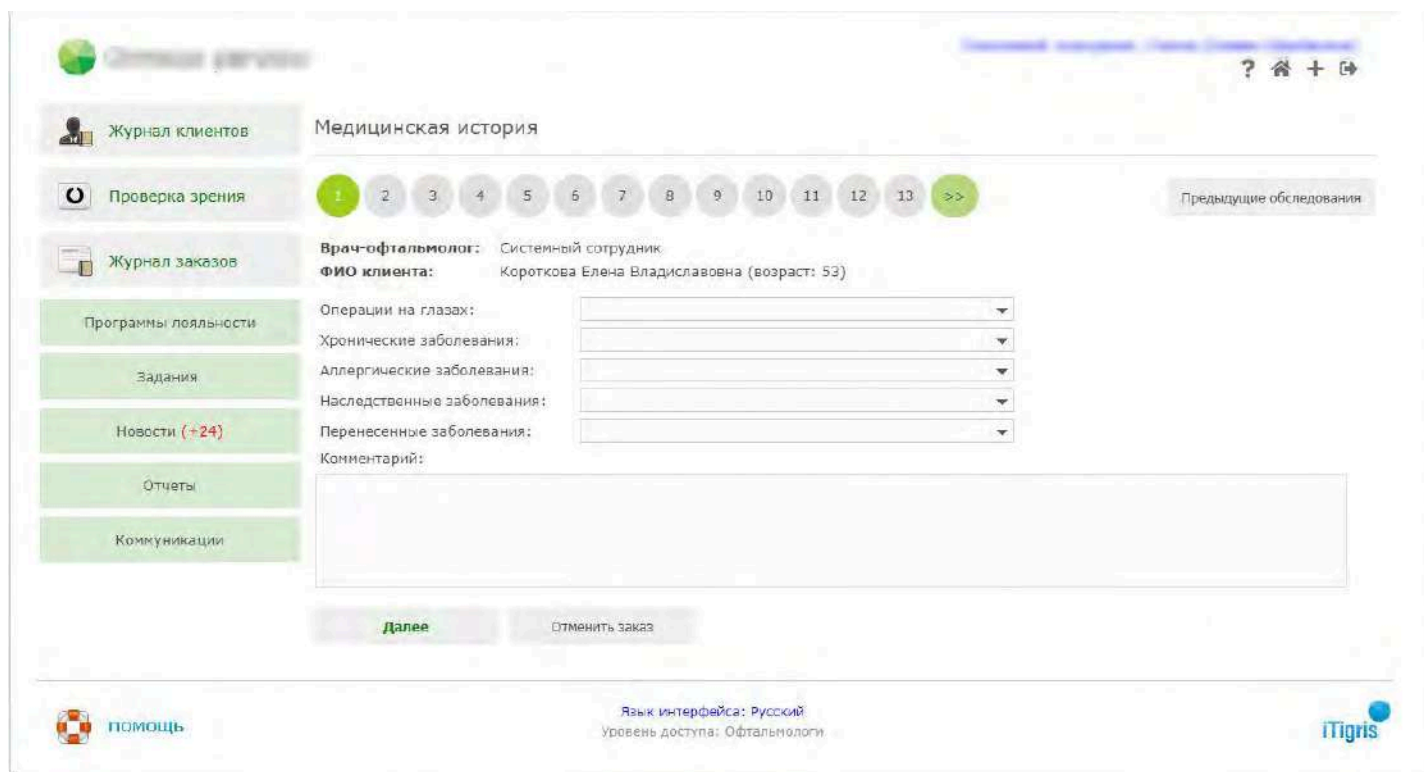 Журнал клиентов
Медицинская история
Проверка зрения
1 2 3 4 5 6 7 8 9 10 11 12 13 >>
Предыдущие обследования
Журнал заказов
Врач-офтальмолог: Системный сотрудник
ФИО клиента: Короткова Елена Владиславовна (возраст: 53)
Программы лояльности
Задания
Новости (+24)
Отчеты
Коммуникации
Операции на глазах:
Хронические заболевания:
Аллергические заболевания:
Наследственные заболевания:
Перенесенные заболевания:
Комментарий:
Далее
Отменить заказ
ПОМОЩЬ
Язык интерфейса: Русский
Уровень доступа: Офтальмологи
iTigris